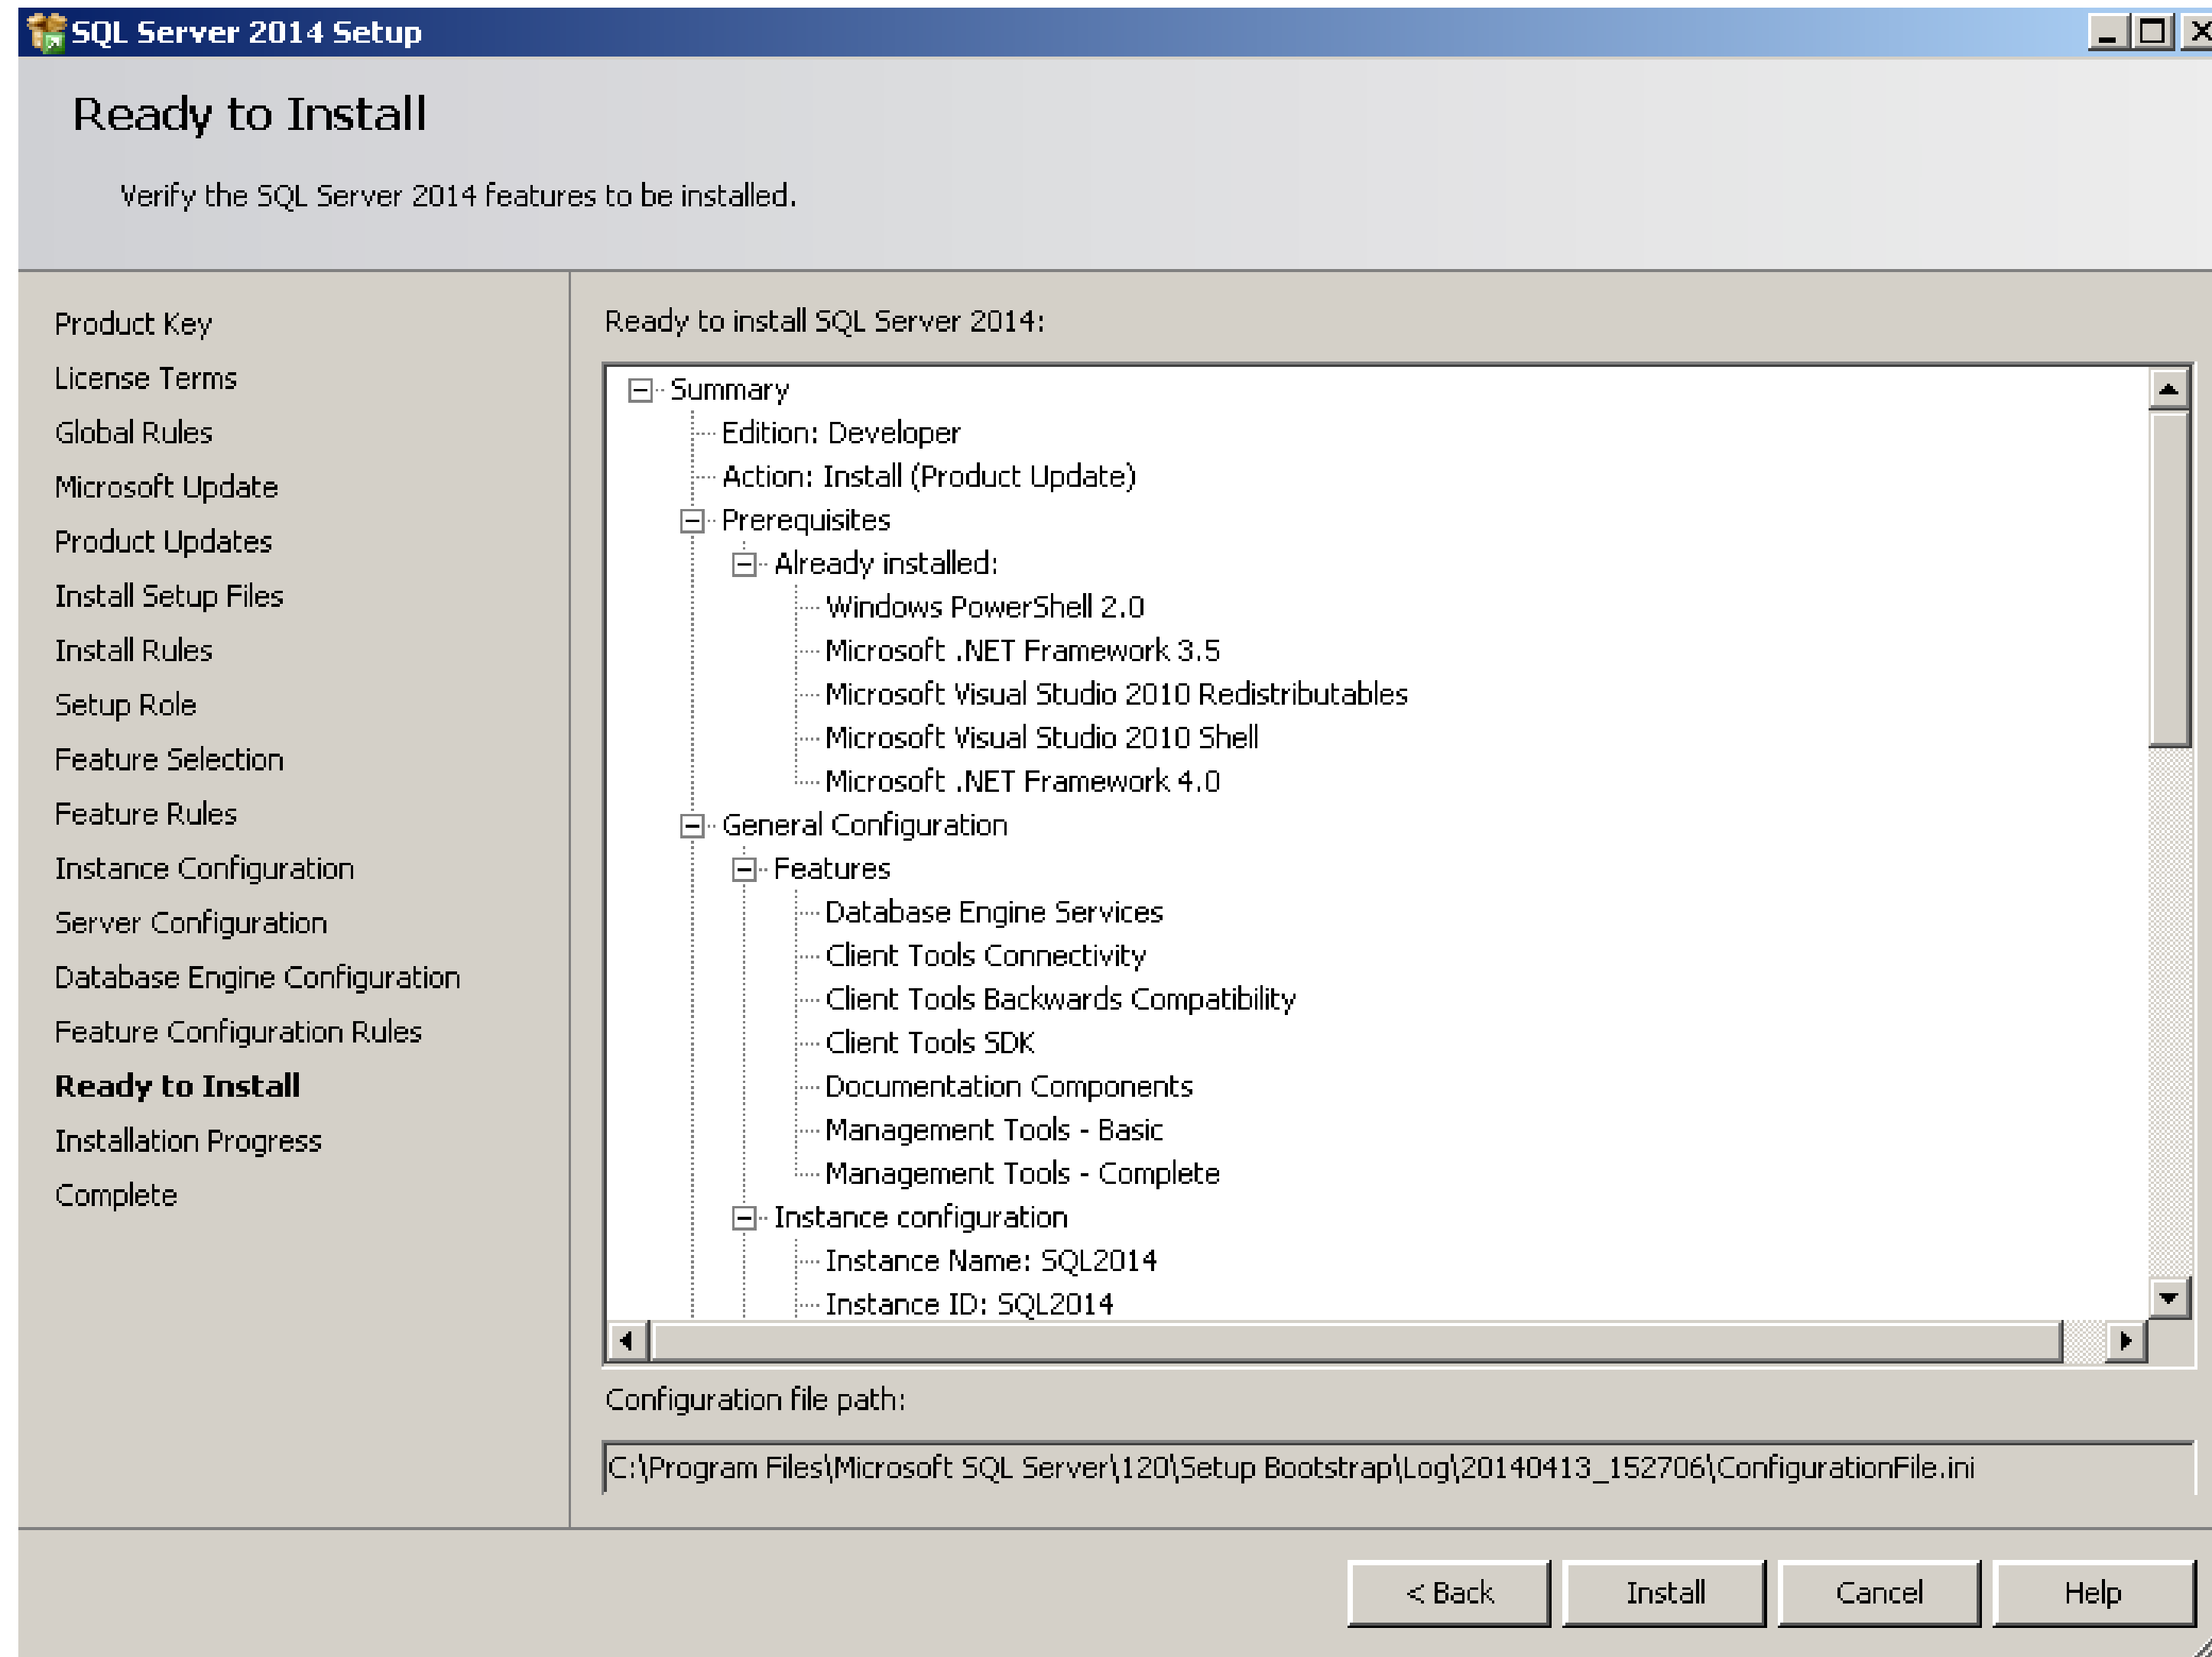 SQL Server 2014 Setup
Ready to Install
Verify the SQL Server 2014 features to be installed.
Product Key
License Terms
Global Rules
Microsoft Update
Product Updates
Install Setup Files
Install Rules
Setup Role
Feature Selection
Feature Rules
Instance Configuration
Server Configuration
Database Engine Configuration
Feature Configuration Rules
Ready to Install
Installation Progress
Complete
Ready to install SQL Server 2014:
Summary
Edition: Developer
Action: Install (Product Update)
Prerequisites
Already installed:
Windows PowerShell 2.0
Microsoft .NET Framework 3.5
Microsoft Visual Studio 2010 Redistributables
Microsoft Visual Studio 2010 Shell
Microsoft .NET Framework 4.0
General Configuration
Features
Database Engine Services
Client Tools Connectivity
Client Tools Backwards Compatibility
Client Tools SDK
Documentation Components
Management Tools - Basic
Management Tools - Complete
Instance configuration
Instance Name: SQL2014
Instance ID: SQL2014
Configuration file path:
C:\Program Files\Microsoft SQL Server\120\Setup Bootstrap\Log\20140413_152706\ConfigurationFile.ini
< Back
Install
Cancel
Help